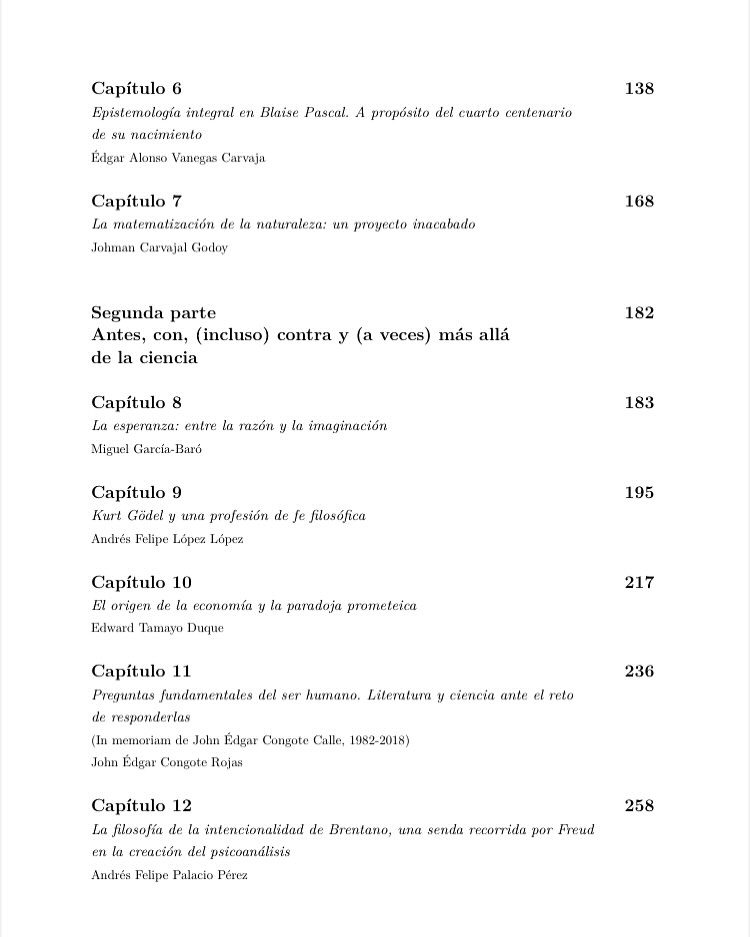 Capítulo 6 138
Epistemología integral en Blaise Pascal. A propósito del cuarto centenario
de su nacimiento
Édgar Alonso Vanegas Carvaja
Capítulo 7 168
La matematización de la naturaleza: un proyecto inacabado
Johman Carvajal Godoy
Segunda parte 182
Antes, con, (incluso) contra y (a veces) más allá
de la ciencia
Capítulo 8 183
La esperanza: entre la razón y la imaginación
Miguel García-Baró
Capítulo 9 195
Kurt Gödel y una profesión de fe filosófica
Andrés Felipe López López
Capítulo 10 217
El origen de la economía y la paradoja prometeica
Edward Tamayo Duque
Capítulo 11 236
Preguntas fundamentales del ser humano. Literatura y ciencia ante el reto
de responderlas
(In memoriam de John Édgar Congote Calle, 1982-2018)
John Édgar Congote Rojas
Capítulo 12 258
La filosofía de la intencionalidad de Brentano, una senda recorrida por Freud
en la creación del psicoanálisis
Andrés Felipe Palacio Pérez